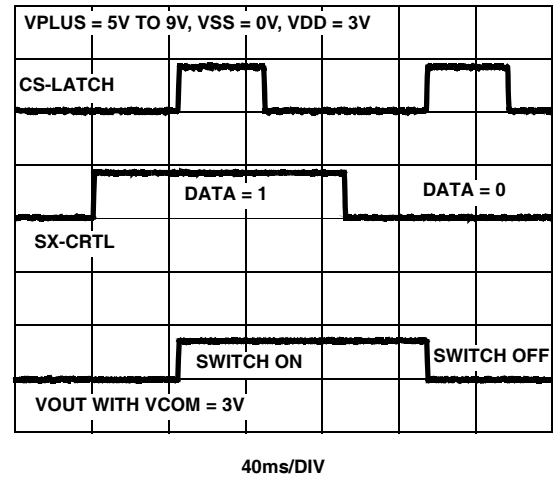 VPLUS = 5V TO 9V, VSS = 0V, VDD = 3V
CS-LATCH
DATA = 1
DATA = 0
SX-CRTL
SWITCH ON
SWITCH OFF
VOUT WITH VCOM = 3V
40ms/DIV